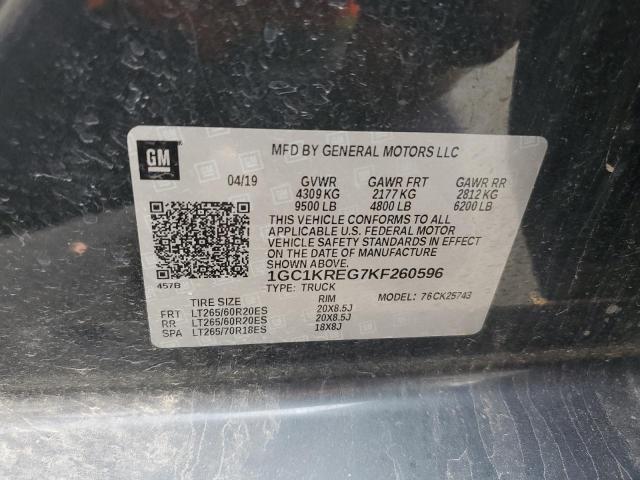 GM
MFD BY GENERAL MOTORS LLC
04/19 GVWR GAWR FRT GAWR RR
4309 KG 2177 KG 2812 KG
9500 LB 4800 LB 6200 LB
THIS VEHICLE CONFORMS TO ALL
APPLICABLE U.S. FEDERAL MOTOR
VEHICLE SAFETY STANDARDS IN EFFECT
ON THE DATE OF MANUFACTURE
SHOWN ABOVE.
1GC1KREG7KF260596
457B TYPE: TRUCK
TIRE SIZE RIM MODEL: 76CK25743
FRT LT265/60R20ES 20X8.5J
RR LT265/60R20ES 20X8.5J
SPA LT265/70R18ES 18X8J